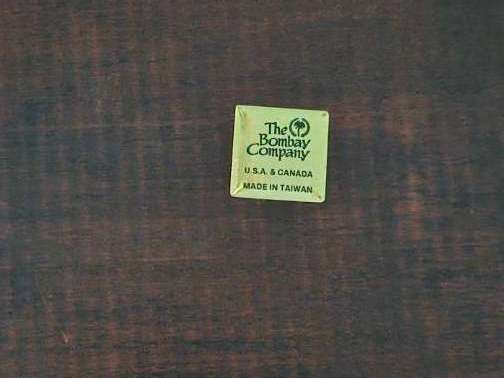 The
Bombay
Company
U.S.A. & CANADA
MADE IN TAIWAN